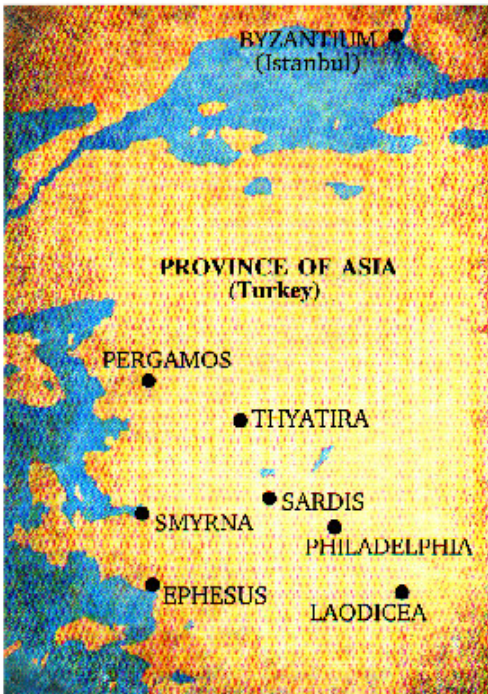 BYZANTIUM
(Istanbul)
PROVINCE OF ASIA
(Turkey)
PERGAMOS
THYATIRA
SARDIS
SMYRNA
PHILADELPHIA
EPHESUS
LAODICEA